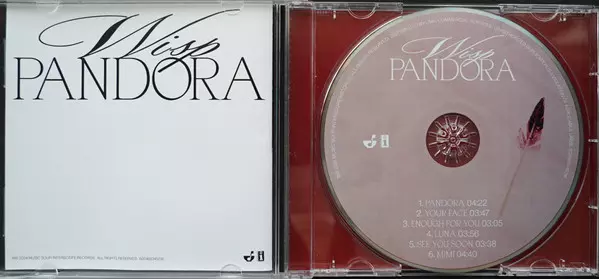 Wisp
PANDORA
Wisp
PANDORA
1. PANDORA 04:22
2. YOUR FACE 03:47
3. ENOUGH FOR YOU 03:05
4. LUNA 03:56
5. SEE YOU SOON 03:38
6. MIMI 04:40